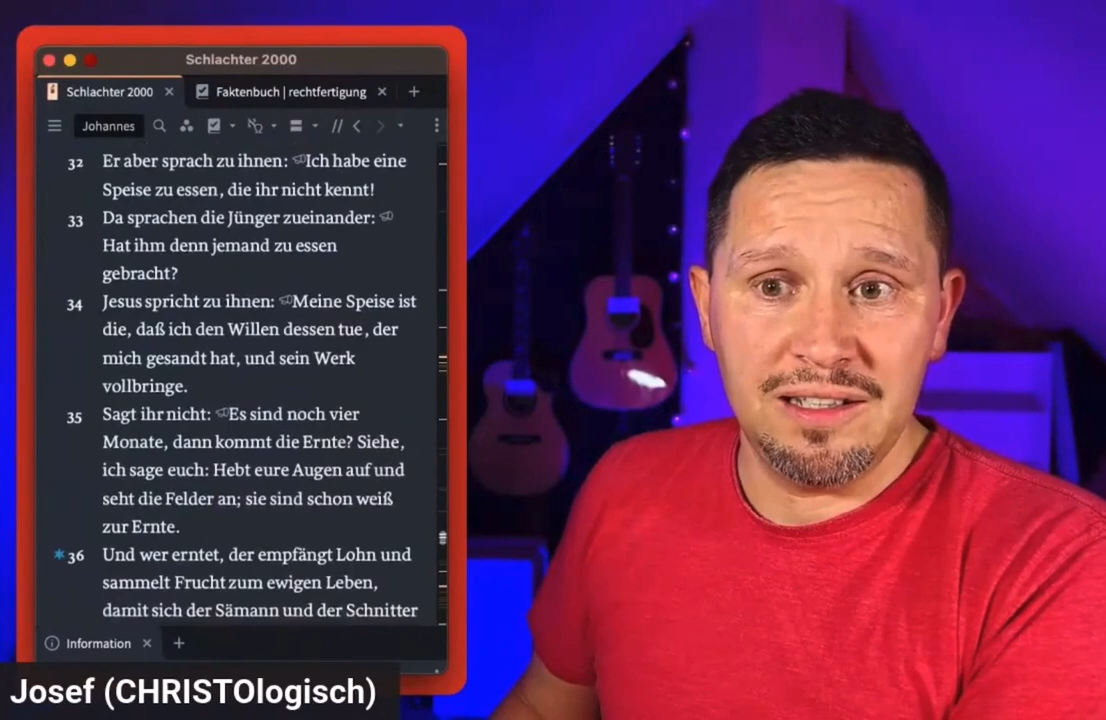 Schlachter 2000
Schlachter 2000
Faktenbuch | rechtfertigung
Johannes
32 Er aber sprach zu ihnen: Ich habe eine
Speise zu essen, die ihr nicht kennt!
33 Da sprachen die Jünger zueinander:
Hat ihm denn jemand zu essen
gebracht?
34 Jesus spricht zu ihnen: Meine Speise ist
die, daß ich den Willen dessen tue, der
mich gesandt hat, und sein Werk
vollbringe.
35 Sagt ihr nicht: Es sind noch vier
Monate, dann kommt die Ernte? Siehe,
ich sage euch: Hebt eure Augen auf und
seht die Felder an; sie sind schon weiß
zur Ernte.
36 Und wer erntet, der empfängt Lohn und
sammelt Frucht zum ewigen Leben,
damit sich der Sämann und der Schnitter
Information
Josef (CHRISTOlogisch)